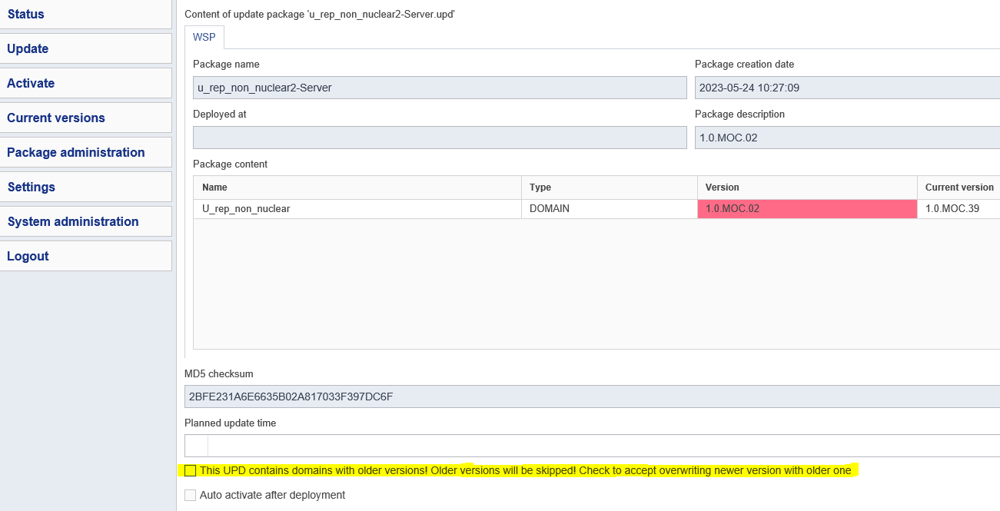 Status
Update
Activate
Current versions
Package administration
Settings
System administration
Logout
Content of update package 'u_rep_non_nuclear2-Server.upd'
WSP
Package name
Package creation date
u_rep_non_nuclear2-Server
2023-05-24 10:27:09
Deployed at
Package description
1.0.MOC.02
Package content
Name Type Version Current version
U_rep_non_nuclear DOMAIN 1.0.MOC.02 1.0.MOC.39
MD5 checksum
2BFE231A6E6635B02A817033F397DC6F
Planned update time
This UPD contains domains with older versions! Older versions will be skipped! Check to accept overwriting newer version with older one
Auto activate after deployment